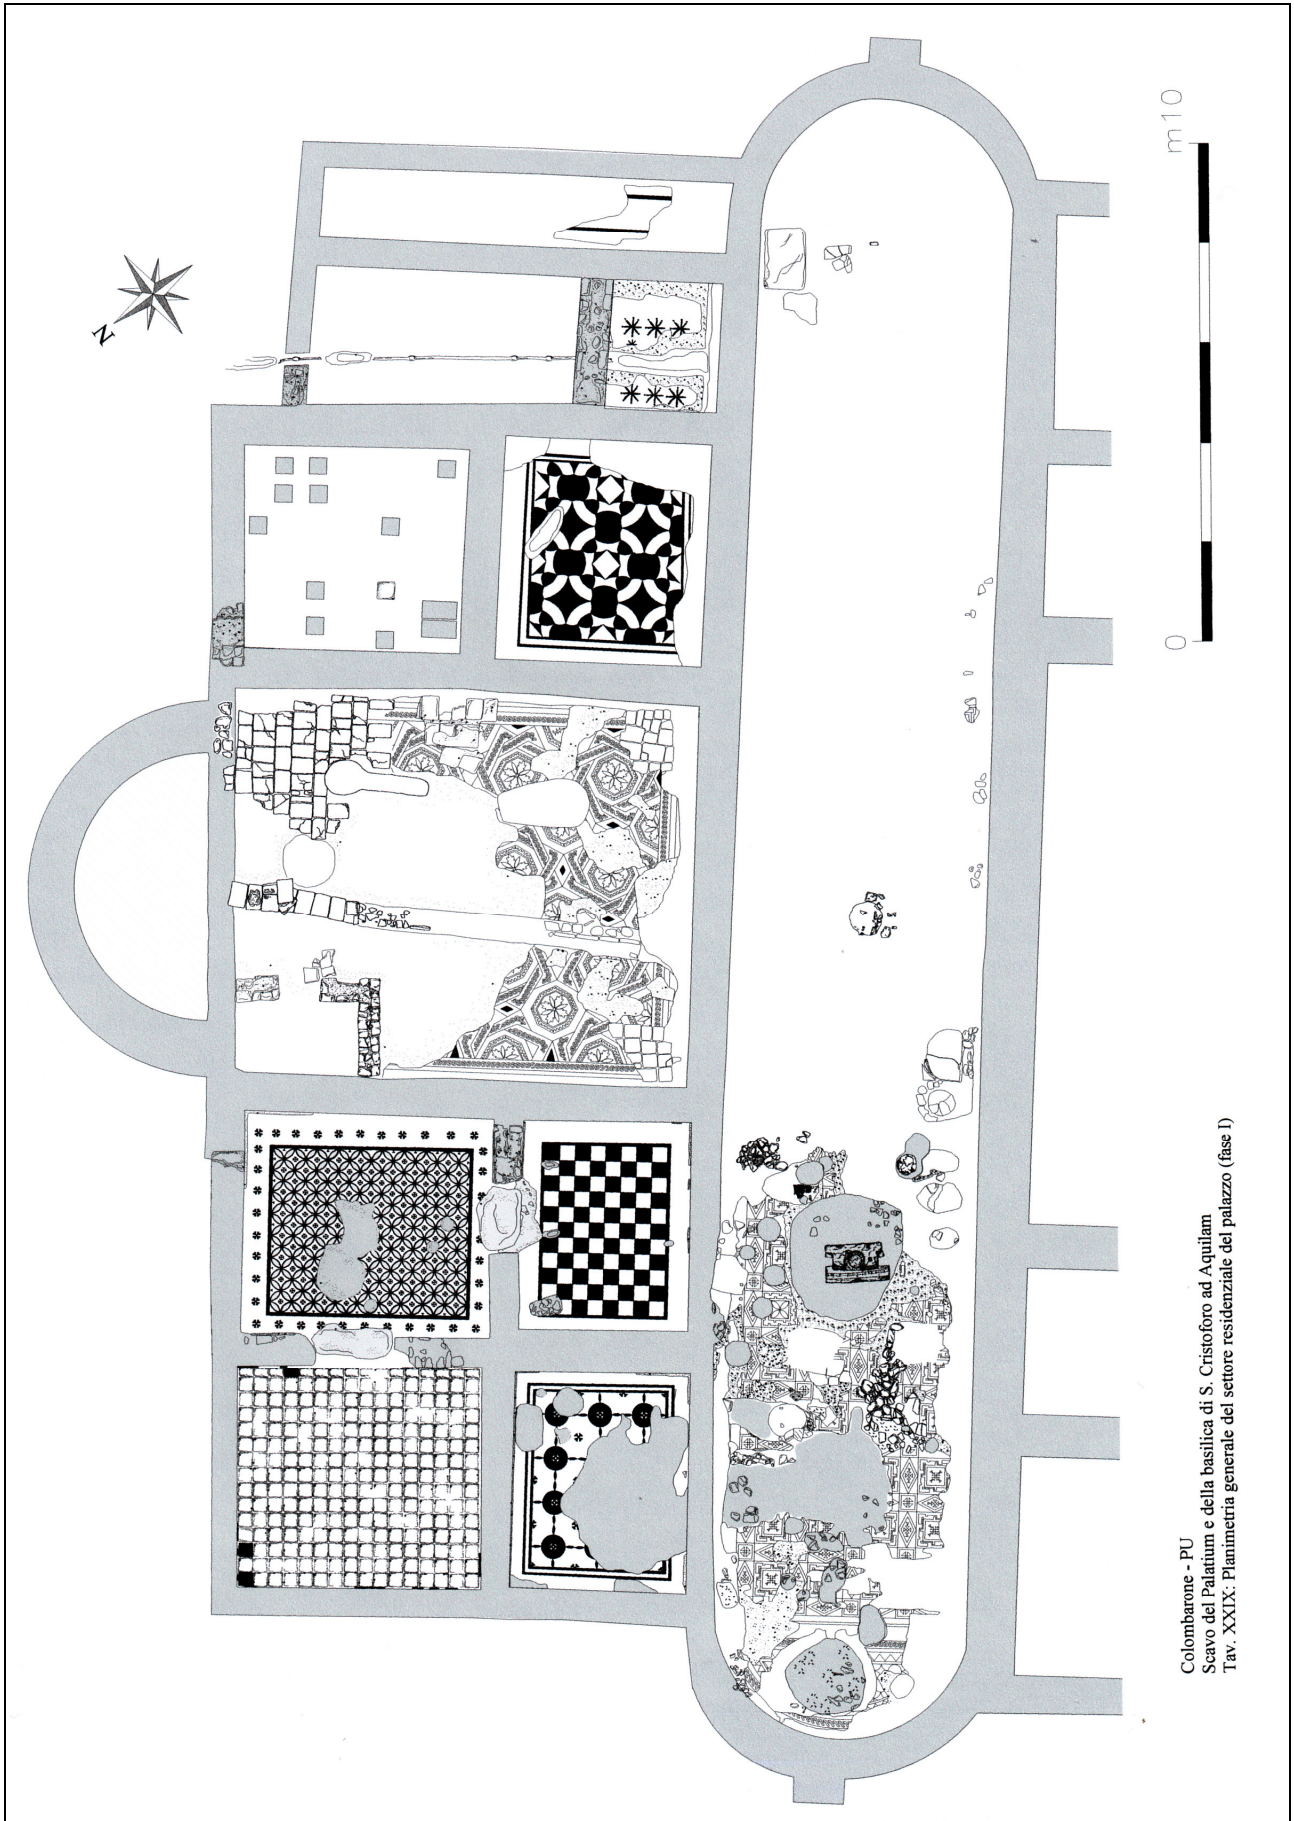 N
m10
0
Colombarone - PU
Scavo del Palatium e della basilica di S. Cristoforo ad Aquilam
Tav. XXIX: Planimetria generale del settore residenziale del palazzo (fase I)